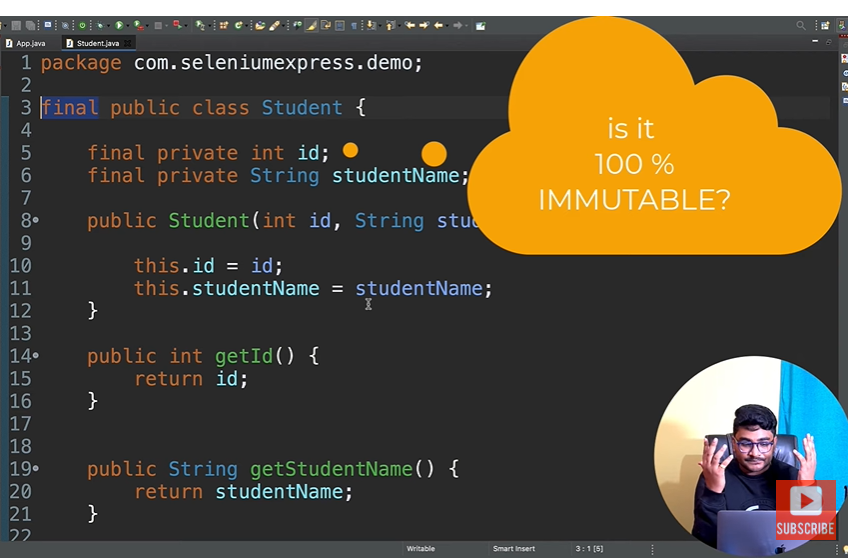 App.java
Student.java
1 package com.seleniumexpress.demo;
2
3 final public class Student {
4
5 final private int id;
6 final private String studentName;
7
8 public Student(int id, String stu
9
10 this.id = id;
11 this.studentName = studentName;
12 }
13
14 public int getId() {
15 return id;
16 }
17
18
19 public String getStudentName() {
20 return studentName;
21 }
22
is it
100 %
IMMUTABLE?
SUBSCRIBE
Writable
Smart Insert
3 : 1 [5]